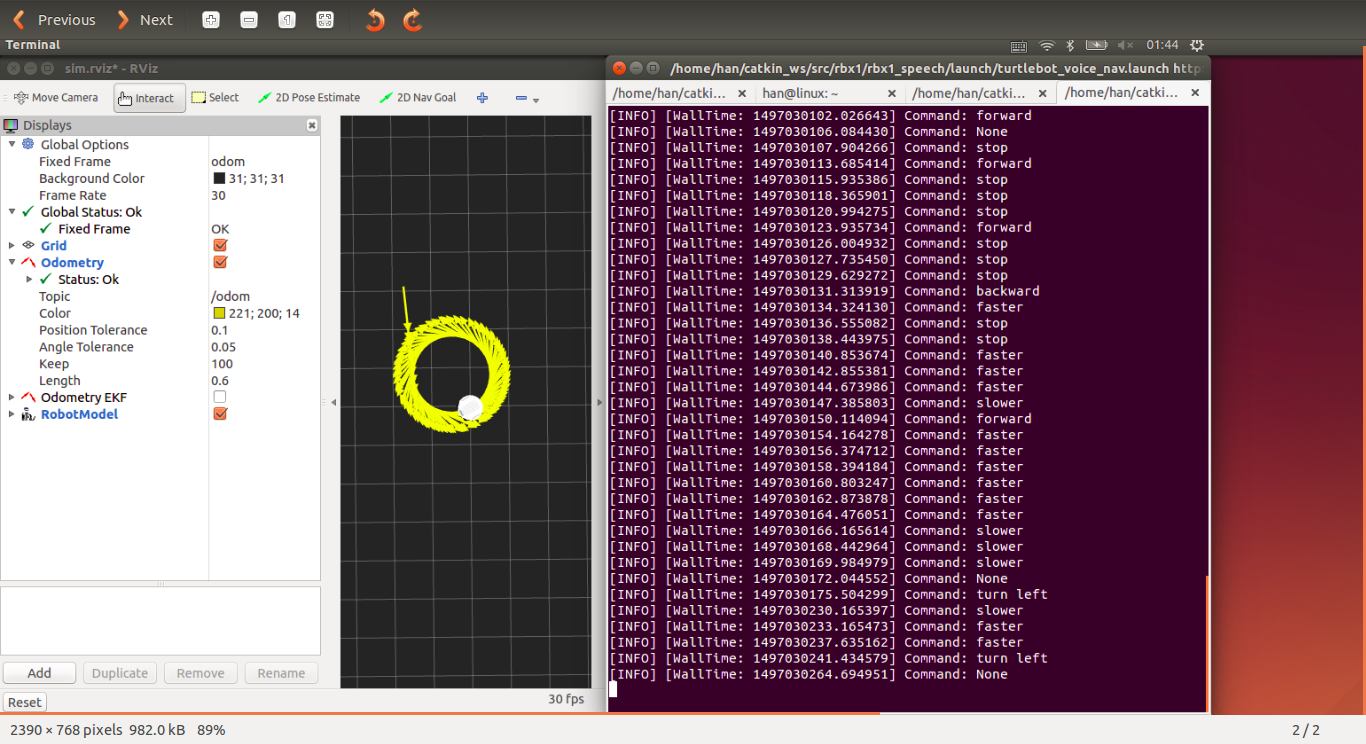 Previous Next
Terminal 01:44
sim.rviz* - RViz
Move Camera Interact Select 2D Pose Estimate 2D Nav Goal
Displays
Global Options
Fixed Frame odom
Background Color 31; 31; 31
Frame Rate 30
Global Status: Ok
Fixed Frame OK
Grid
Odometry
Status: Ok
Topic /odom
Color 221; 200; 14
Position Tolerance 0.1
Angle Tolerance 0.05
Keep 100
Length 0.6
Odometry EKF
RobotModel
Add Duplicate Remove Rename
Reset
30 fps
/home/han/catkin_ws/src/rbx1/rbx1_speech/launch/turtlebot_voice_nav.launch http
/home/han/catki... han@linux: ~ /home/han/catki... /home/han/catki...
[INFO] [WallTime: 1497030102.026643] Command: forward
[INFO] [WallTime: 1497030106.084430] Command: None
[INFO] [WallTime: 1497030107.904266] Command: stop
[INFO] [WallTime: 1497030113.685414] Command: forward
[INFO] [WallTime: 1497030115.935386] Command: stop
[INFO] [WallTime: 1497030118.365901] Command: stop
[INFO] [WallTime: 1497030120.994275] Command: stop
[INFO] [WallTime: 1497030123.935734] Command: forward
[INFO] [WallTime: 1497030126.004932] Command: stop
[INFO] [WallTime: 1497030127.735450] Command: stop
[INFO] [WallTime: 1497030129.629272] Command: stop
[INFO] [WallTime: 1497030131.313919] Command: backward
[INFO] [WallTime: 1497030134.324130] Command: faster
[INFO] [WallTime: 1497030136.555082] Command: stop
[INFO] [WallTime: 1497030138.443975] Command: stop
[INFO] [WallTime: 1497030140.853674] Command: faster
[INFO] [WallTime: 1497030142.855381] Command: faster
[INFO] [WallTime: 1497030144.673986] Command: faster
[INFO] [WallTime: 1497030147.385803] Command: slower
[INFO] [WallTime: 1497030150.114094] Command: forward
[INFO] [WallTime: 1497030154.164278] Command: faster
[INFO] [WallTime: 1497030156.374712] Command: faster
[INFO] [WallTime: 1497030158.394184] Command: faster
[INFO] [WallTime: 1497030160.803247] Command: faster
[INFO] [WallTime: 1497030162.873878] Command: faster
[INFO] [WallTime: 1497030164.476051] Command: faster
[INFO] [WallTime: 1497030166.165614] Command: slower
[INFO] [WallTime: 1497030168.442964] Command: slower
[INFO] [WallTime: 1497030169.984979] Command: slower
[INFO] [WallTime: 1497030172.044552] Command: None
[INFO] [WallTime: 1497030175.504299] Command: turn left
[INFO] [WallTime: 1497030230.165397] Command: slower
[INFO] [WallTime: 1497030233.165473] Command: faster
[INFO] [WallTime: 1497030237.635162] Command: faster
[INFO] [WallTime: 1497030241.434579] Command: turn left
[INFO] [WallTime: 1497030264.694951] Command: None
2390 × 768 pixels 982.0 kB 89% 2 / 2